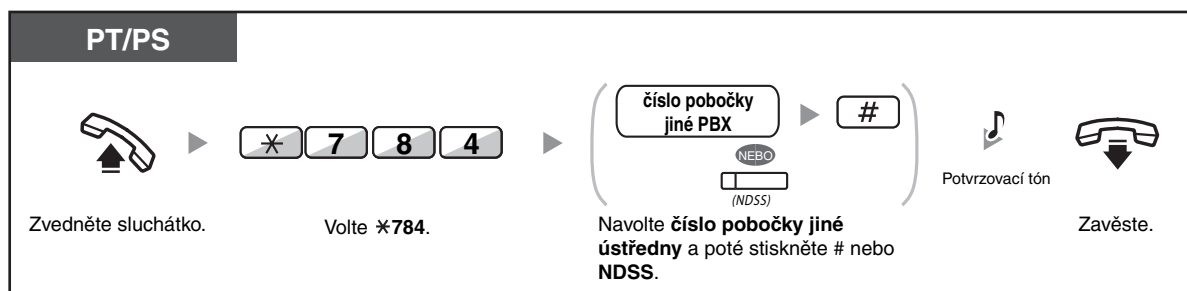 PT/PS
číslo pobočky
jiné PBX
#
* 7 8 4
NEBO
(NDSS)
Potvrzovací tón
Zvedněte sluchátko.
Volte *784.
Navolte číslo pobočky jiné
ústředny a poté stiskněte # nebo
NDSS.
Zavěste.